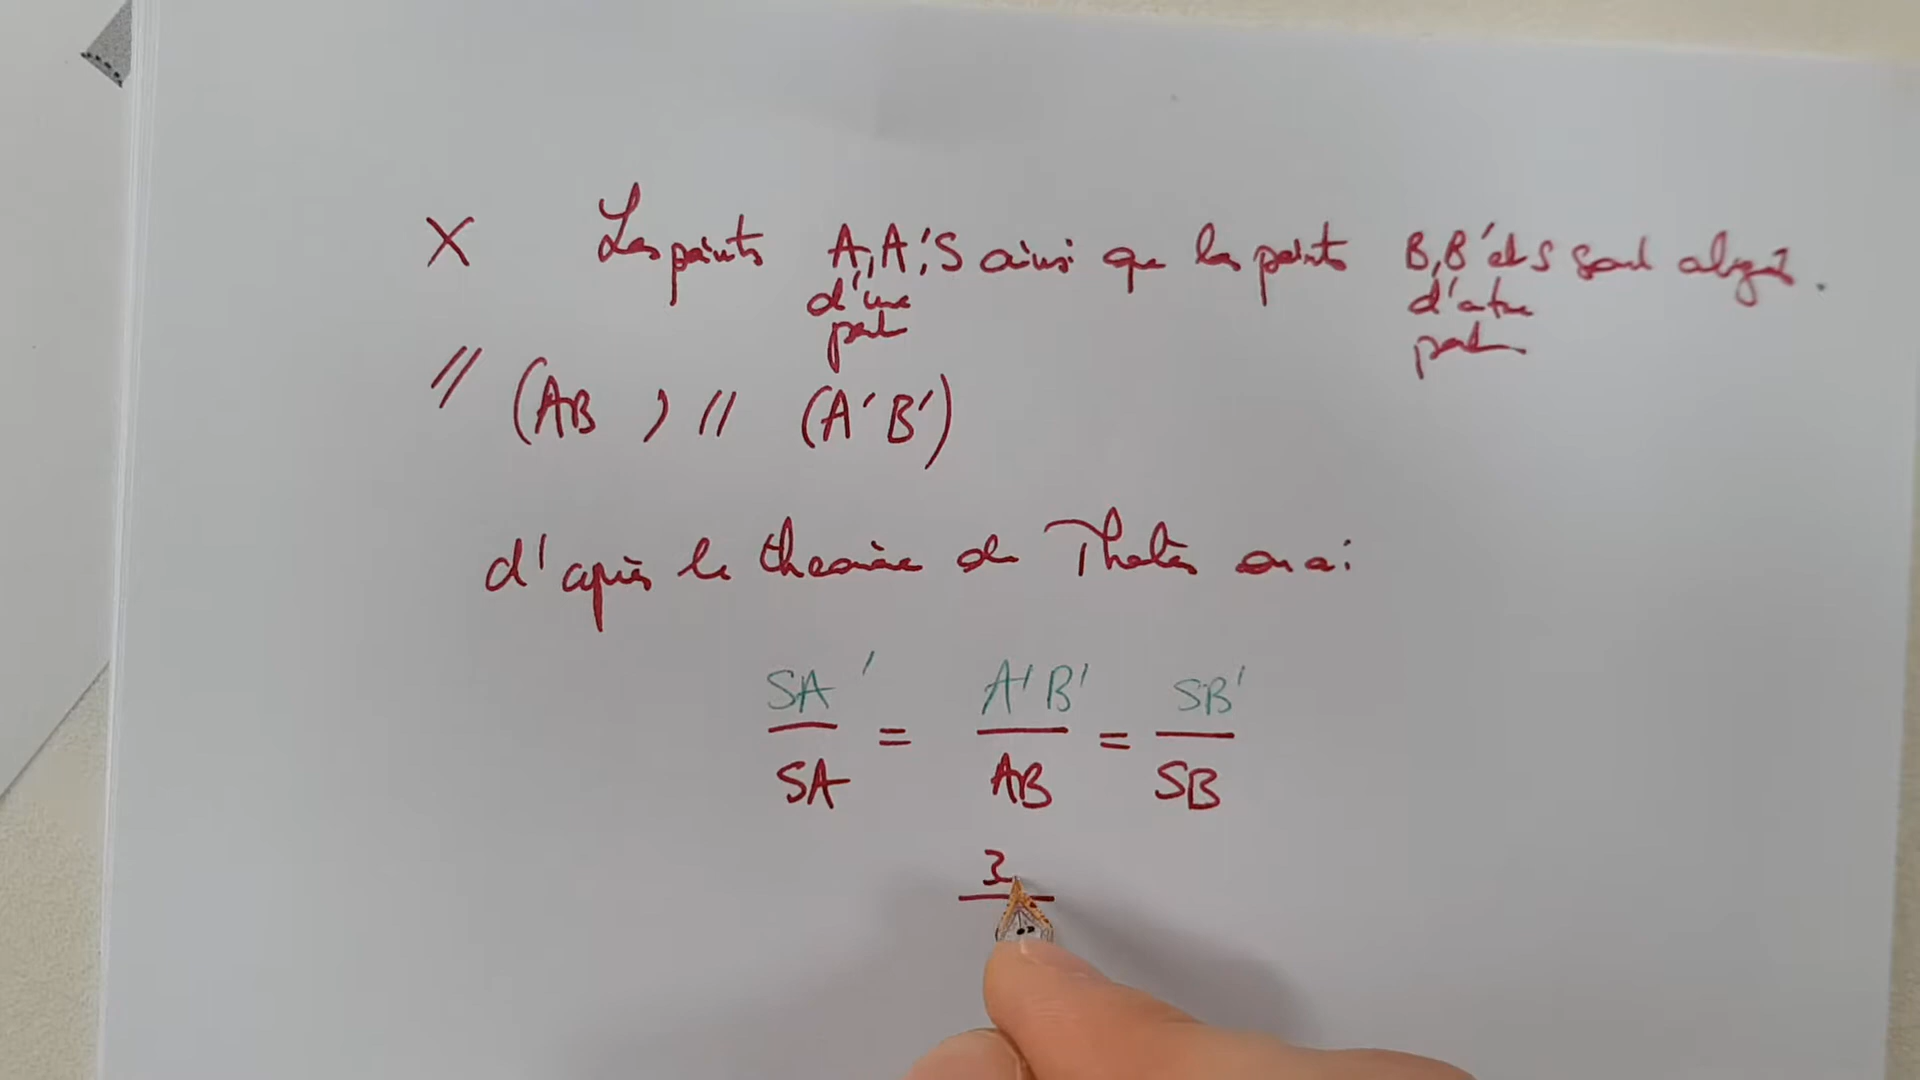 X Les points A, A', S ainsi que les points B, B' et S sont alignés.
d'une part d'autre part
// (AB) // (A'B')
d'après le théorème de Thalès on a :
SA' / SA = A'B' / AB = SB' / SB
3